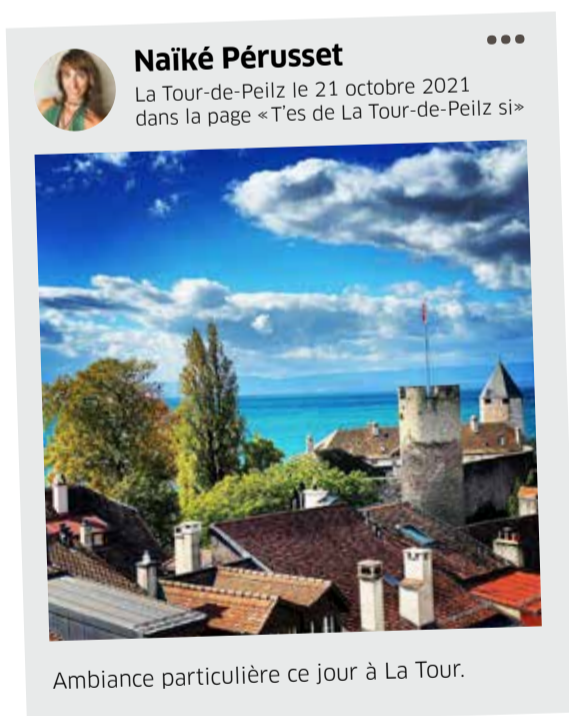 Naïké Pérusset
La Tour-de-Peilz le 21 octobre 2021
dans la page «T'es de La Tour-de-Peilz si»
Ambiance particulière ce jour à La Tour.